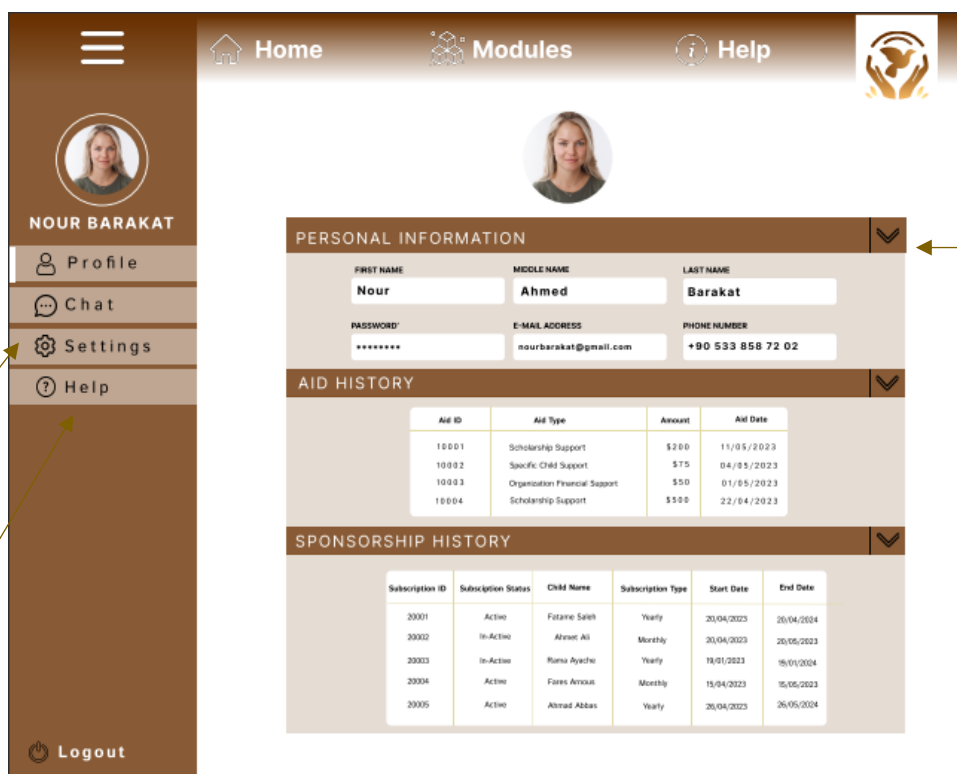 Home Modules Help
NOUR BARAKAT
Profile
Chat
Settings
Help
Logout
PERSONAL INFORMATION
FIRST NAME MIDDLE NAME LAST NAME
Nour Ahmed Barakat
PASSWORD* E-MAIL ADDRESS PHONE NUMBER
******** nourbarakat@gmail.com +90 533 858 72 02
AID HISTORY
Aid ID Aid Type Amount Aid Date
10001 Scholarship Support $200 11/05/2023
10002 Specific Child Support $75 04/05/2023
10003 Organization Financial Support $50 01/05/2023
10004 Scholarship Support $500 22/04/2023
SPONSORSHIP HISTORY
Subscription ID Subsciption Status Child Name Subscription Type Start Date End Date
20001 Active Fatame Saleh Yearly 20/04/2023 20/04/2024
20002 In-Active Ahmet Ali Monthly 20/04/2023 20/05/2023
20003 In-Active Rama Ayache Yearly 19/01/2023 19/01/2024
20004 Active Fares Arnous Monthly 15/04/2023 15/05/2023
20005 Active Ahmad Abbas Yearly 26/04/2023 26/05/2024